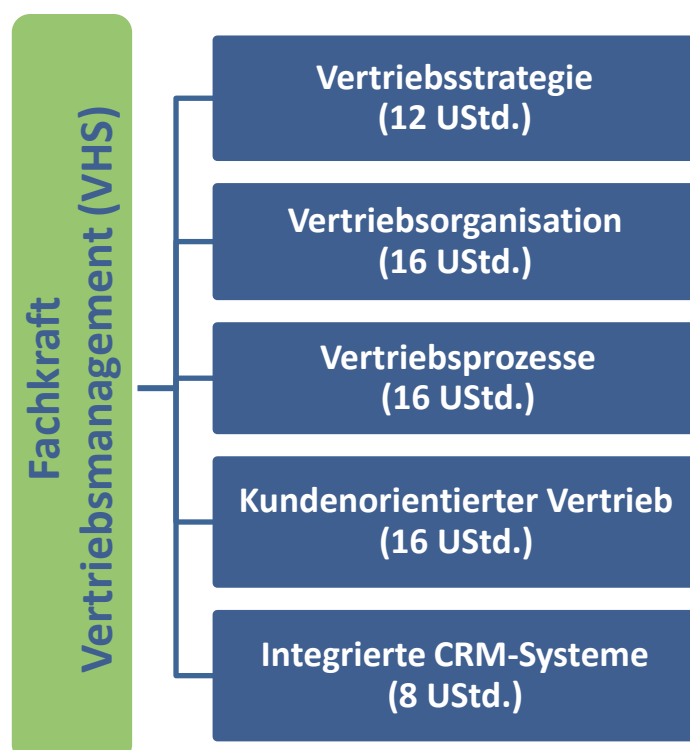 Fachkraft
Vertriebsmanagement (VHS)
Vertriebsstrategie
(12 UStd.)
Vertriebsorganisation
(16 UStd.)
Vertriebsprozesse
(16 UStd.)
Kundenorientierter Vertrieb
(16 UStd.)
Integrierte CRM-Systeme
(8 UStd.)